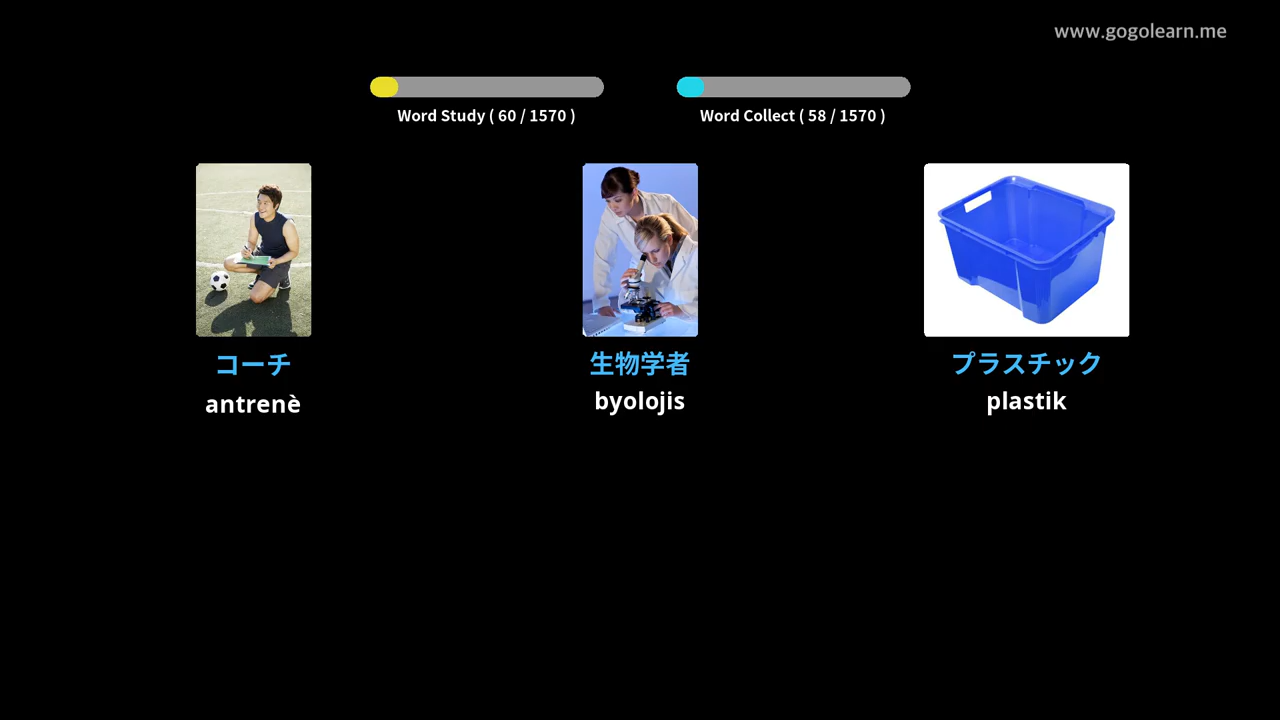 www.gogolearn.me
Word Study ( 60 / 1570 )
Word Collect ( 58 / 1570 )
コーチ
antrenè
生物学者
byolojis
プラスチック
plastik